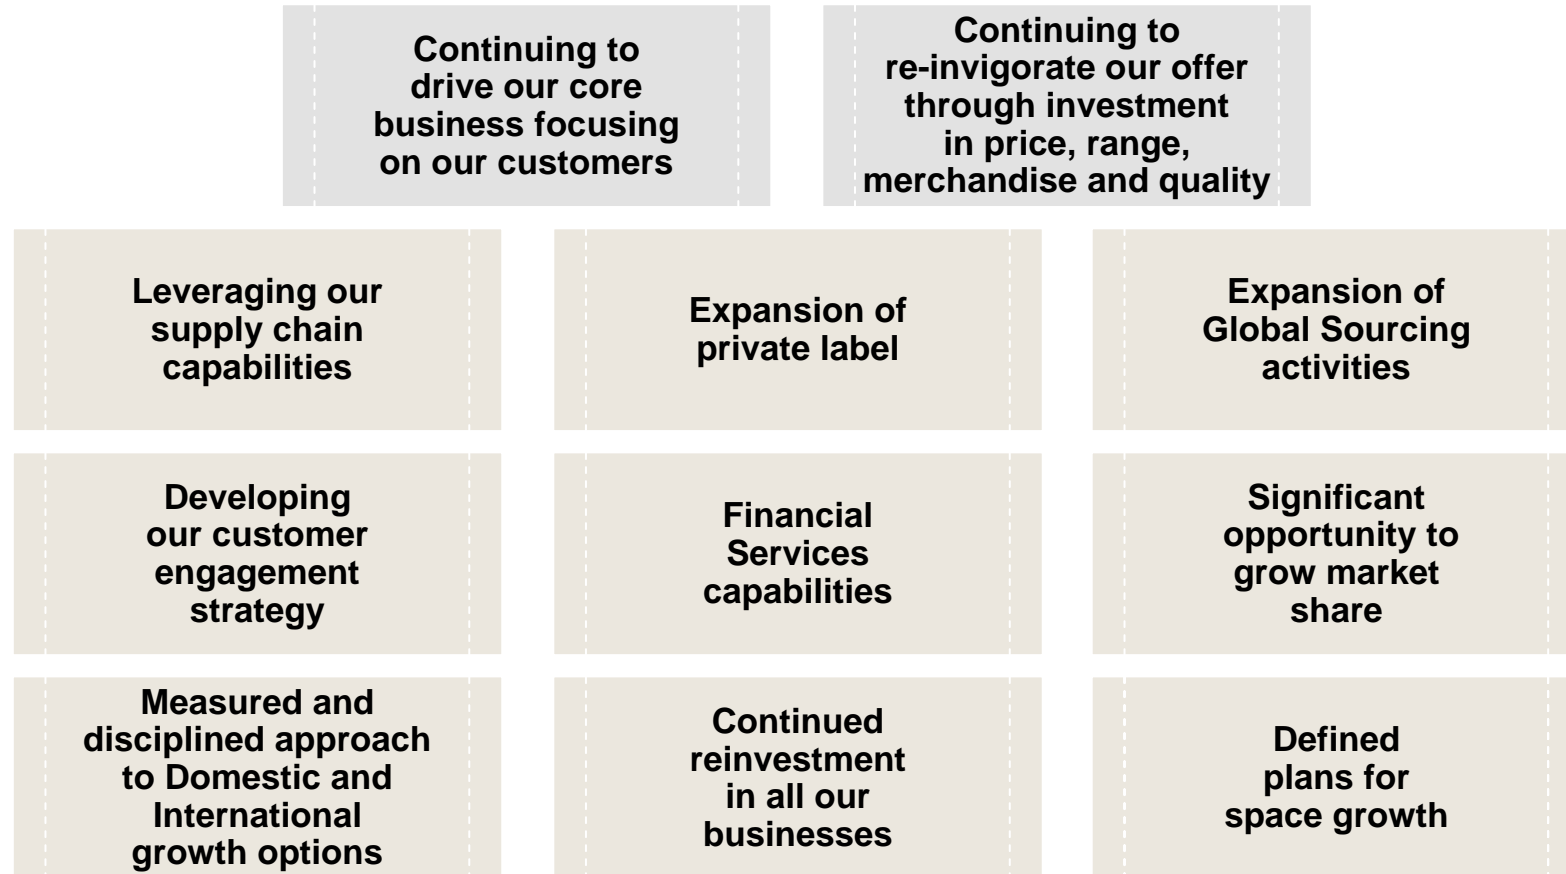 Continuing to
drive our core
business focusing
on our customers
Continuing to
re-invigorate our offer
through investment
in price, range,
merchandise and quality
Leveraging our
supply chain
capabilities
Expansion of
private label
Expansion of
Global Sourcing
activities
Developing
our customer
engagement
strategy
Financial
Services
capabilities
Significant
opportunity to
grow market
share
Measured and
disciplined approach
to Domestic and
International
growth options
Continued
reinvestment
in all our
businesses
Defined
plans for
space growth